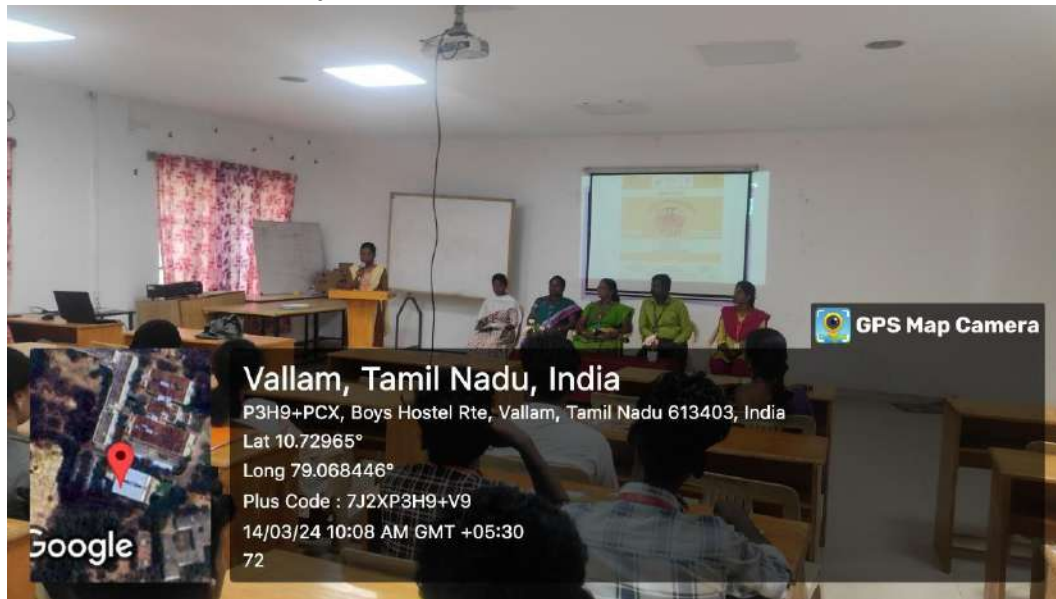 GPS Map Camera
Vallam, Tamil Nadu, India
P3H9+PCX, Boys Hostel Rte, Vallam, Tamil Nadu 613403, India
Lat 10.72965°
Long 79.068446°
Plus Code : 7J2XP3H9+V9
14/03/24 10:08 AM GMT +05:30
72
Google